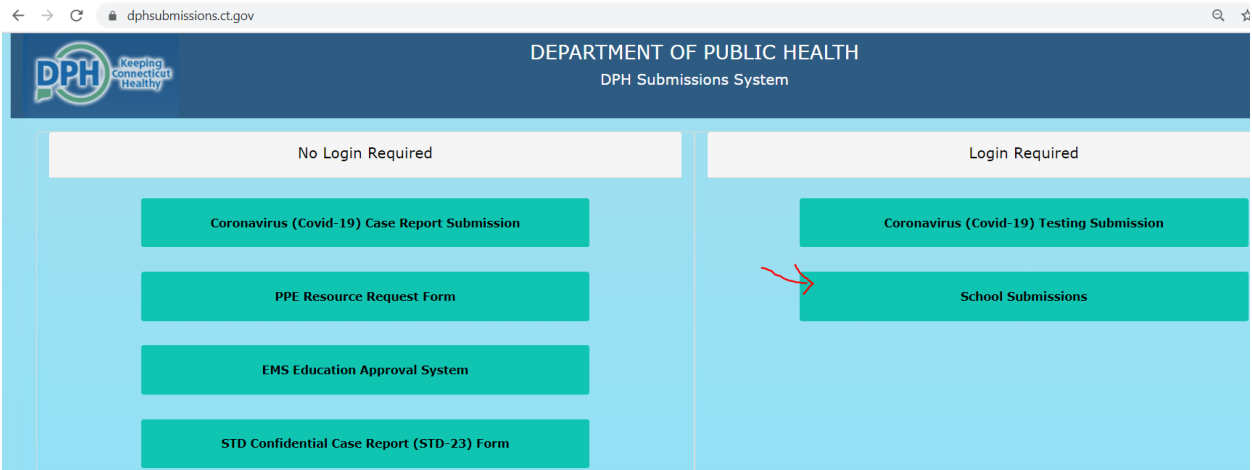 dphsubmissions.ct.gov
DPH
Keeping
Connecticut
Healthy
DEPARTMENT OF PUBLIC HEALTH
DPH Submissions System
No Login Required
Login Required
Coronavirus (Covid-19) Case Report Submission
Coronavirus (Covid-19) Testing Submission
PPE Resource Request Form
School Submissions
EMS Education Approval System
STD Confidential Case Report (STD-23) Form